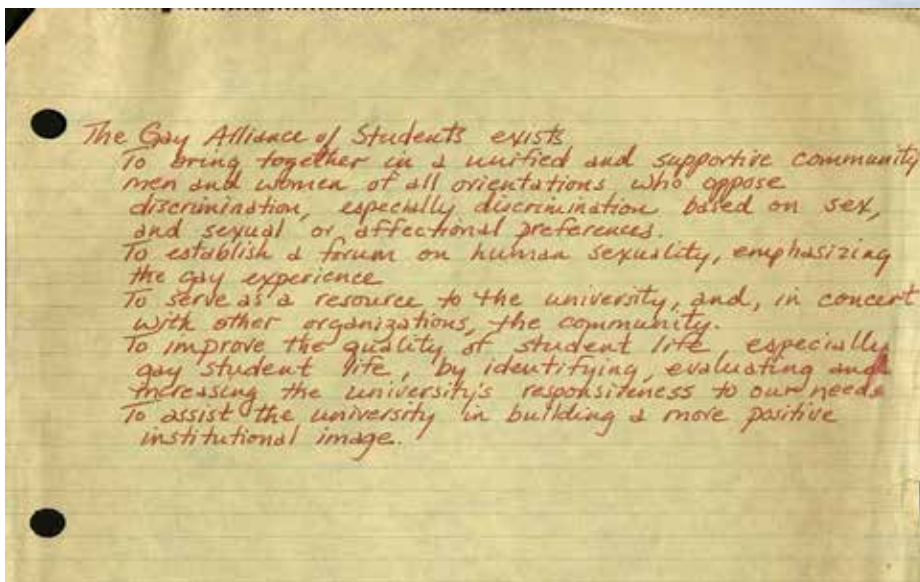 The Gay Alliance of Students exists
To bring together in a unified and supportive community
men and women of all orientations, who oppose
discrimination, especially discrimination based on sex,
and sexual or affectional preferences.
To establish a forum on human sexuality, emphasizing
the gay experience
To serve as a resource to the university, and, in concert
with other organizations, the community.
To improve the quality of student life especially
gay student life, by identifying, evaluating and
increasing the university's responsiteness to our needs
To assist the university in building a more positive
institutional image.